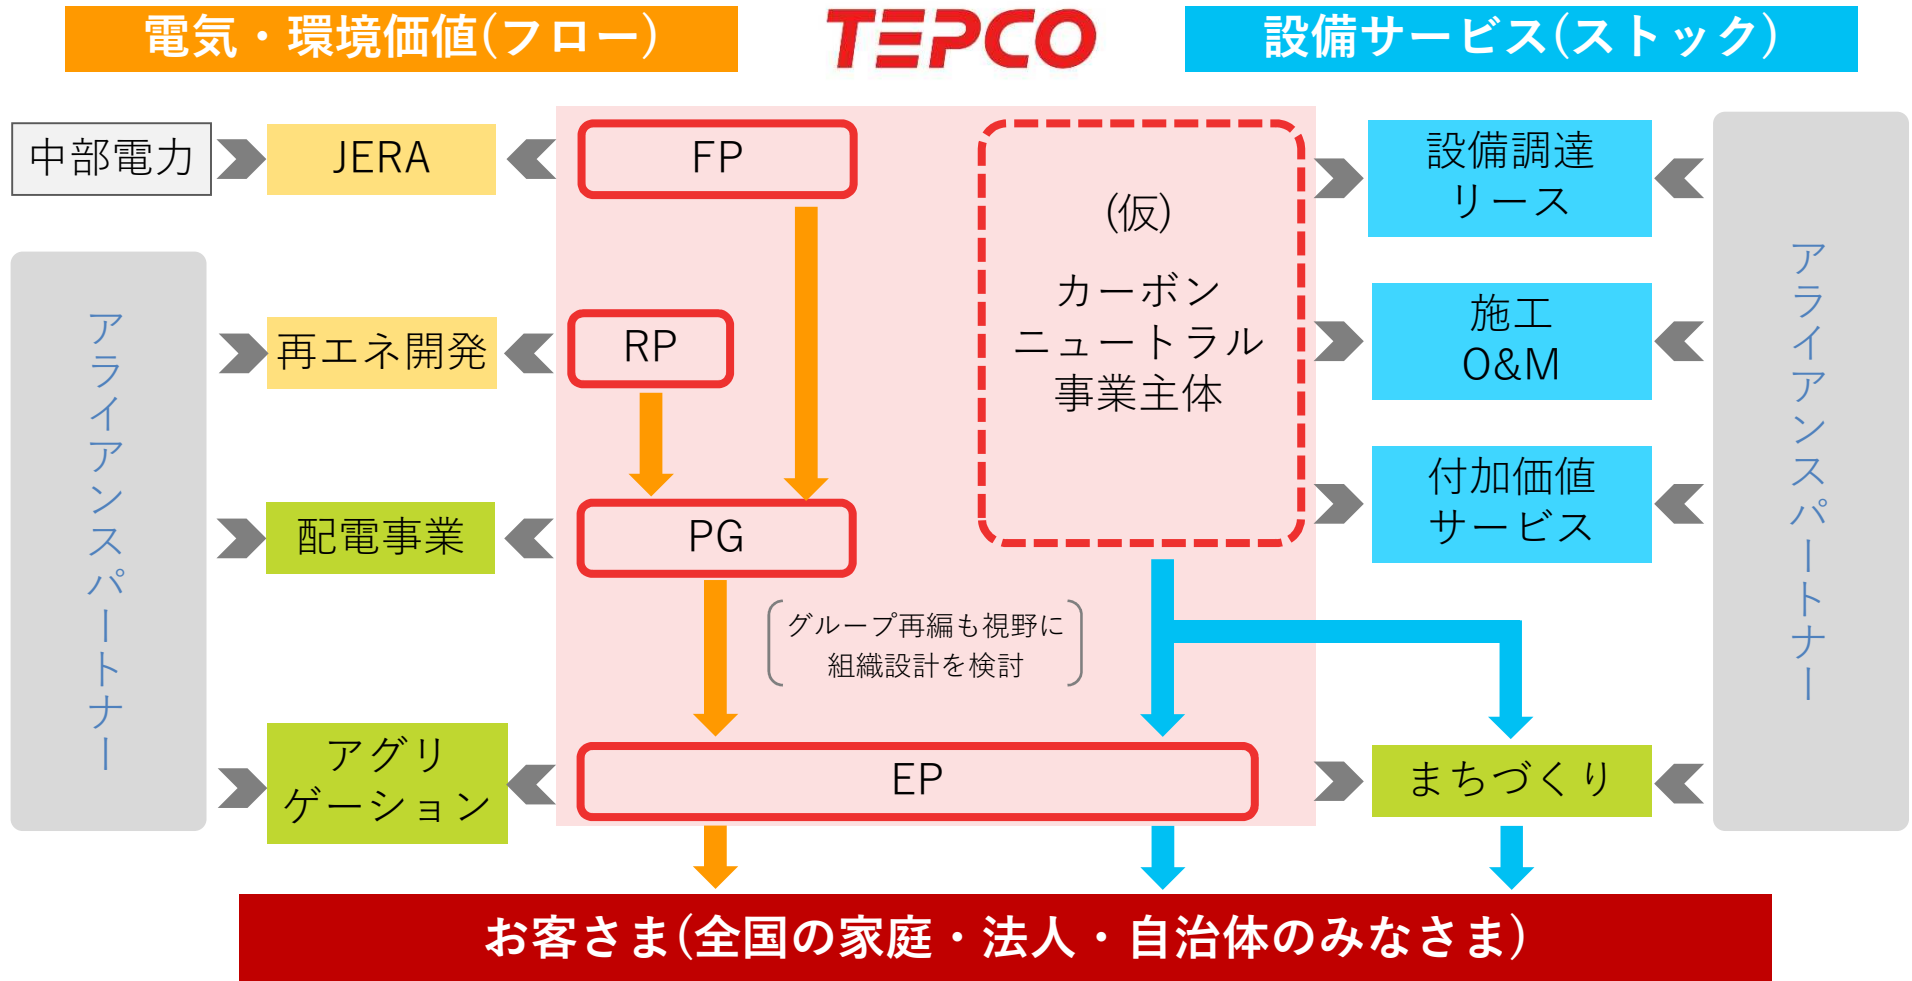 電気・環境価値(フロー)
TEPCO
設備サービス(ストック)
中部電力
JERA
FP
(仮)
カーボン
ニュートラル
事業主体
設備調達
リース
アライアンスパートナー
再エネ開発
RP
施工
O&M
アライアンスパートナー
配電事業
PG
付加価値
サービス
グループ再編も視野に
組織設計を検討
アグリ
ゲーション
EP
まちづくり
お客さま(全国の家庭・法人・自治体のみなさま)